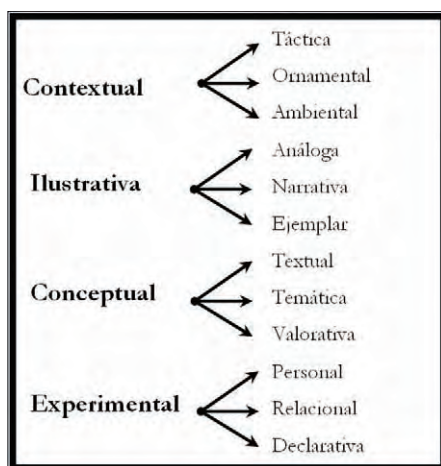 Contextual
Táctica
Ornamental
Ambiental
Ilustrativa
Análoga
Narrativa
Ejemplar
Conceptual
Textual
Temática
Valorativa
Experimental
Personal
Relacional
Declarativa